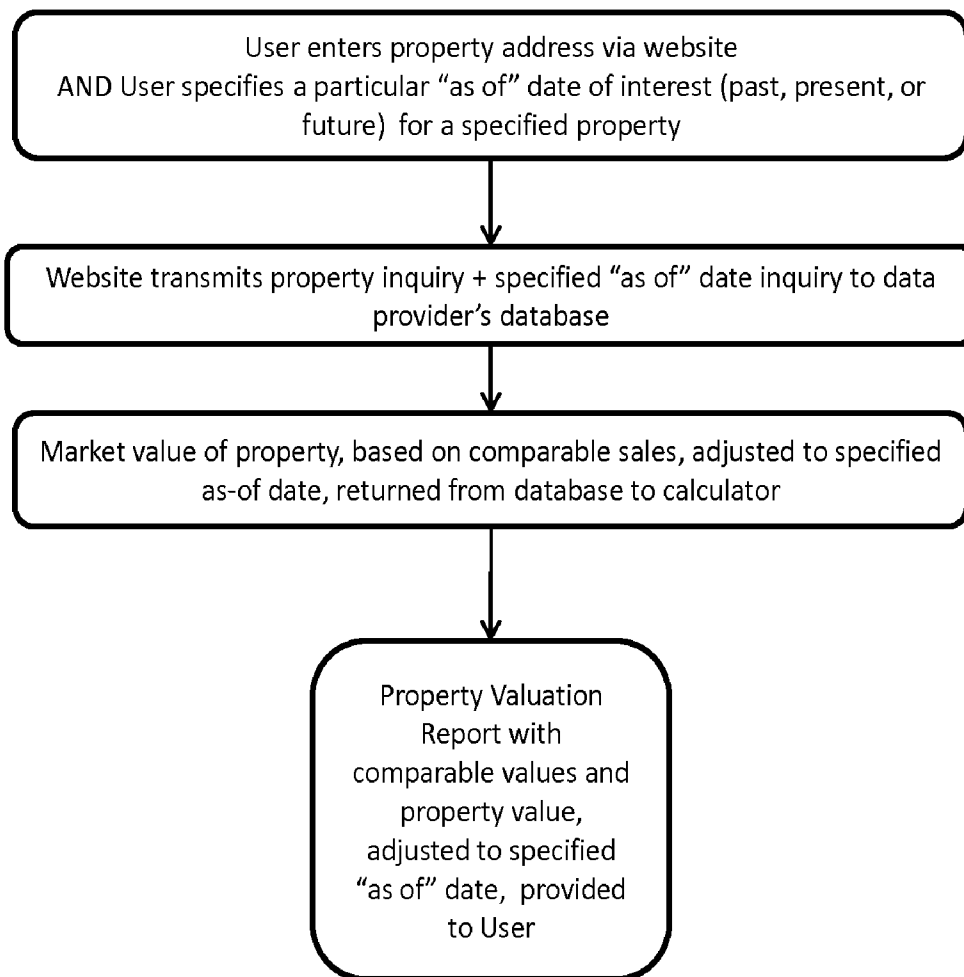 User enters property address via website
AND User specifies a particular “as of” date of interest (past, present, or
future) for a specified property
Website transmits property inquiry + specified “as of” date inquiry to data
provider’s database
Market value of property, based on comparable sales, adjusted to specified
as-of date, returned from database to calculator
Property Valuation
Report with
comparable values and
property value,
adjusted to specified
“as of” date, provided
to User